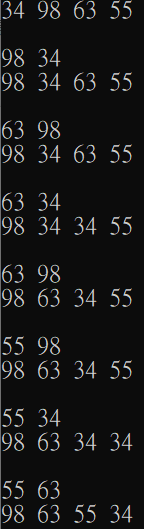 34 98 63 55
98 34
98 34 63 55
63 98
98 34 63 55
63 34
98 34 34 55
63 98
98 63 34 55
55 98
98 63 34 55
55 34
98 63 34 34
55 63
98 63 55 34